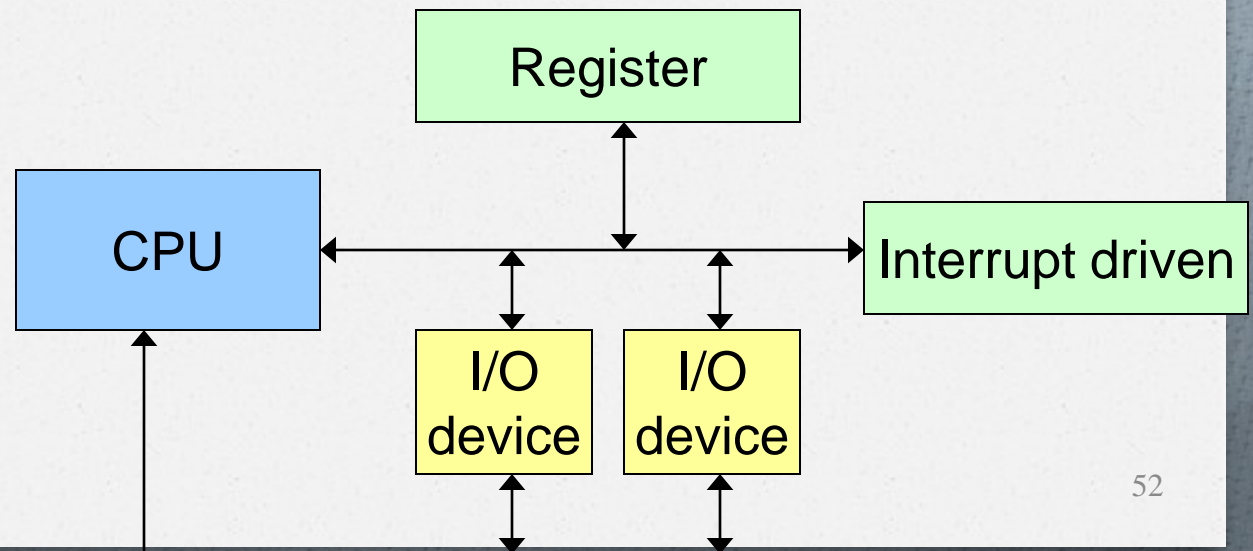 Register
CPU
Interrupt driven
I/O
device
I/O
device
52